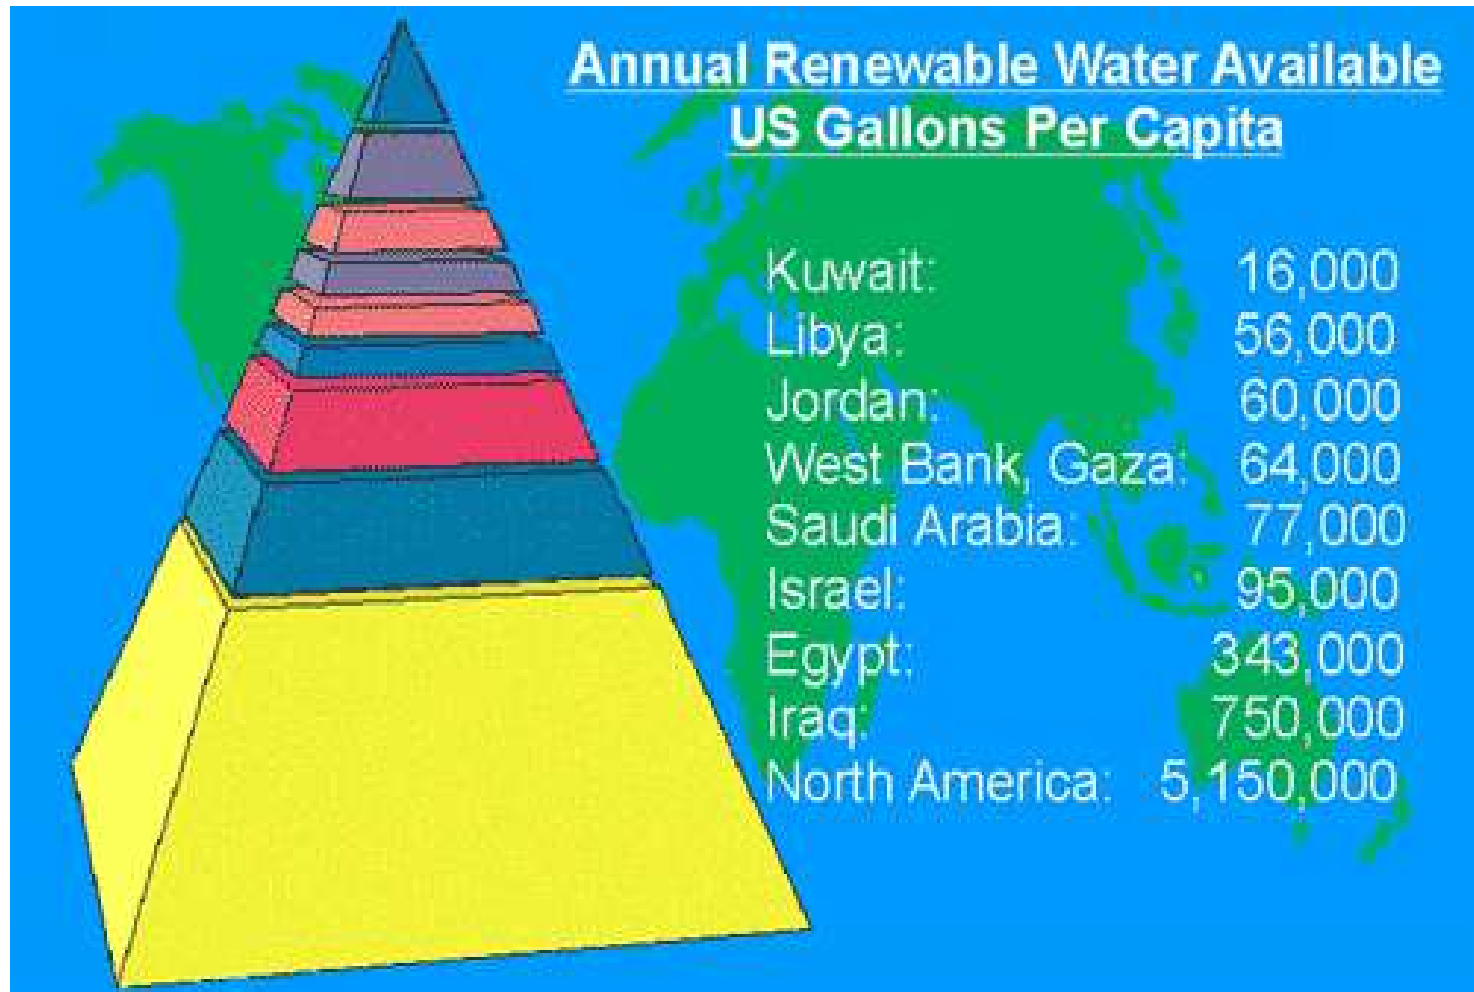 Annual Renewable Water Available
US Gallons Per Capita
Kuwait: 16,000
Libya: 56,000
Jordan: 60,000
West Bank, Gaza: 64,000
Saudi Arabia: 77,000
Israel: 95,000
Egypt: 343,000
Iraq: 750,000
North America: 5,150,000